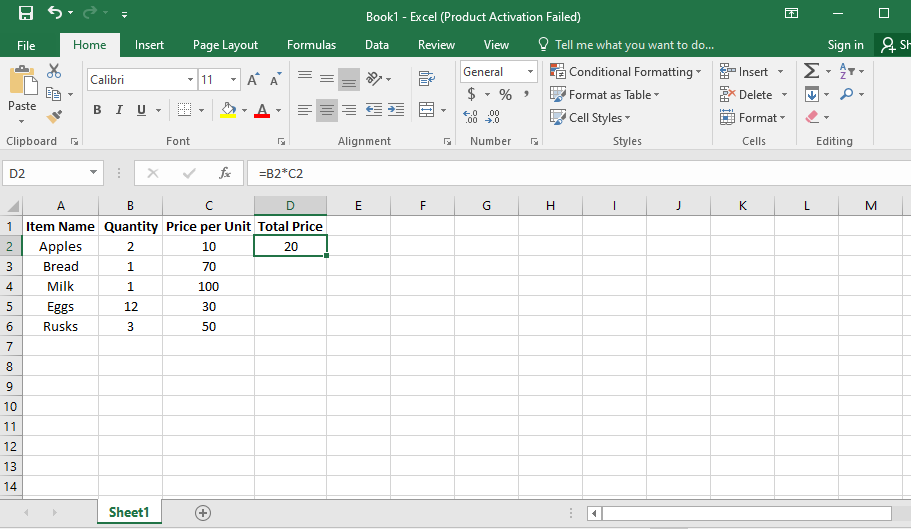 Book1 - Excel (Product Activation Failed)
File Home Insert Page Layout Formulas Data Review View Tell me what you want to do... Sign in Sh
Calibri 11 General Conditional Formatting Insert
Paste B I U A $ % , Format as Table Delete
Cell Styles Format
Clipboard Font Alignment Number Styles Cells Editing
D2 fx =B2*C2
A B C D E F G H I J K L M
1 Item Name Quantity Price per Unit Total Price
2 Apples 2 10 20
3 Bread 1 70
4 Milk 1 100
5 Eggs 12 30
6 Rusks 3 50
7
8
9
10
11
12
13
14
Sheet1